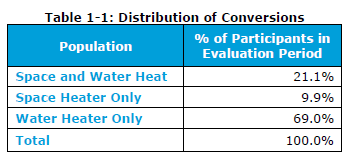 Table 1-1: Distribution of Conversions
Population
% of Participants in
Evaluation Period
Space and Water Heat 21.1%
Space Heater Only 9.9%
Water Heater Only 69.0%
Total 100.0%